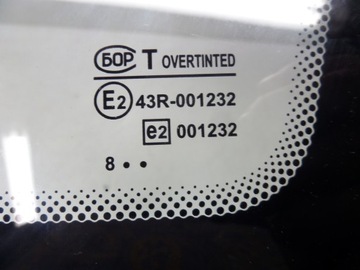 БОР T OVERTINTED
E2 43R-001232
e2 001232
8 • •